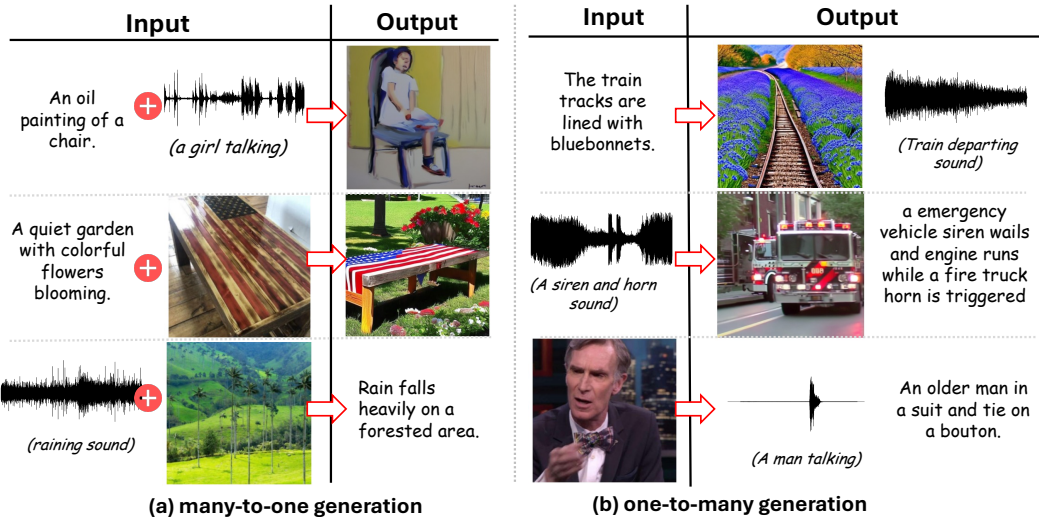 Input
Output
Input
Output
An oil
painting of a
chair.
(a girl talking)
A quiet garden
with colorful
flowers
blooming.
(raining sound)
Rain falls
heavily on a
forested area.
(a) many-to-one generation
The train
tracks are
lined with
bluebonnets.
(Train departing
sound)
(A siren and horn
sound)
a emergency
vehicle siren wails
and engine runs
while a fire truck
horn is triggered
(A man talking)
An older man in
a suit and tie on
a bouton.
(b) one-to-many generation